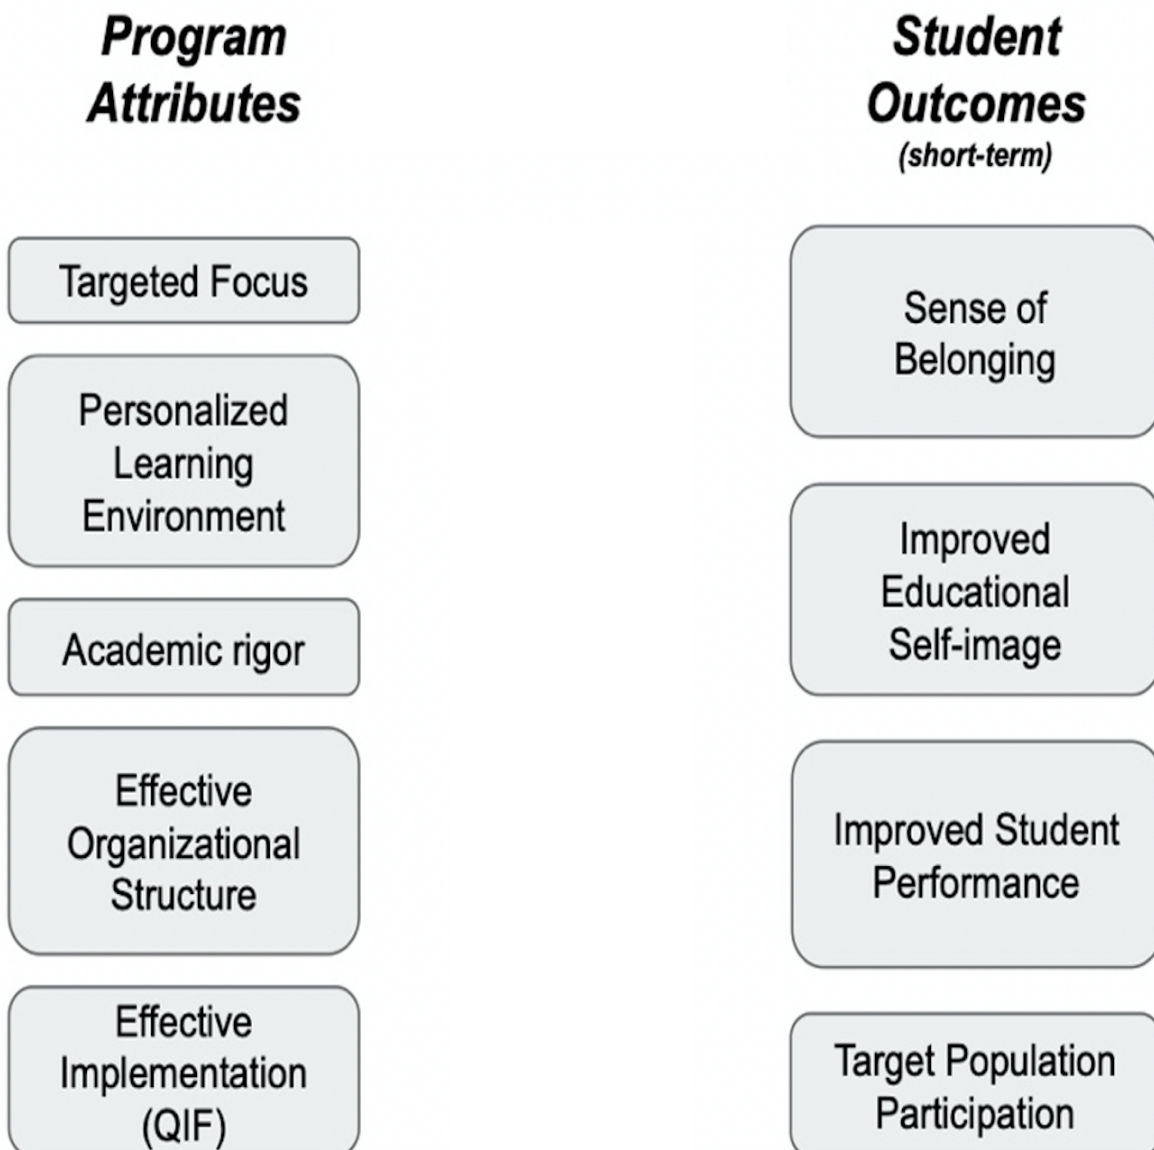 Program
Attributes
Targeted Focus
Personalized
Learning
Environment
Academic rigor
Effective
Organizational
Structure
Effective
Implementation
(QIF)
Student
Outcomes
(short-term)
Sense of
Belonging
Improved
Educational
Self-image
Improved Student
Performance
Target Population
Participation